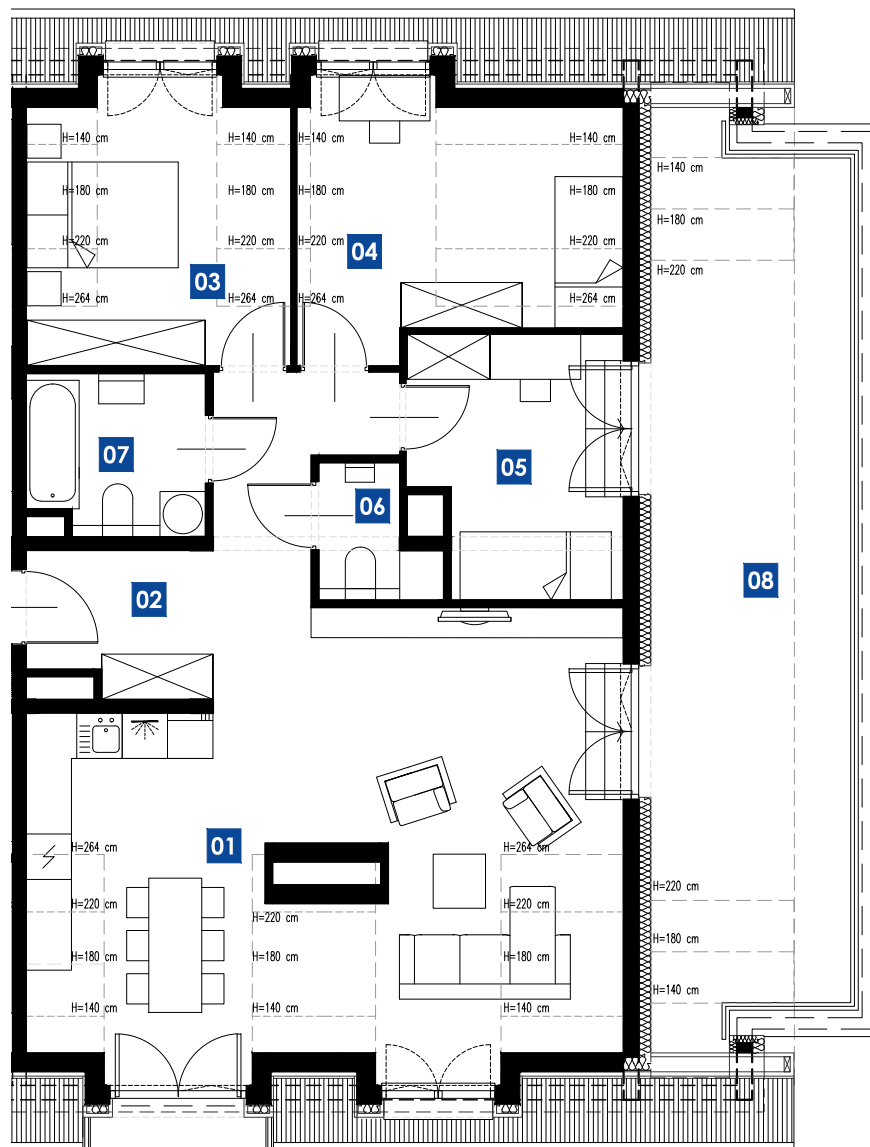 H=140 cm H=140 cm H=140 cm H=140 cm
H=140 cm
H=180 cm H=180 cm H=180 cm H=180 cm
H=180 cm
H=220 cm H=220 cm H=220 cm H=220 cm
04
H=220 cm
03
H=264 cm H=264 cm H=264 cm H=264 cm
07
05
06
08
02
01
H=264 cm H=264 cm
H=220 cm
H=220 cm H=220 cm H=220 cm
H=180 cm
H=180 cm H=180 cm H=180 cm
H=140 cm
H=140 cm H=140 cm H=140 cm